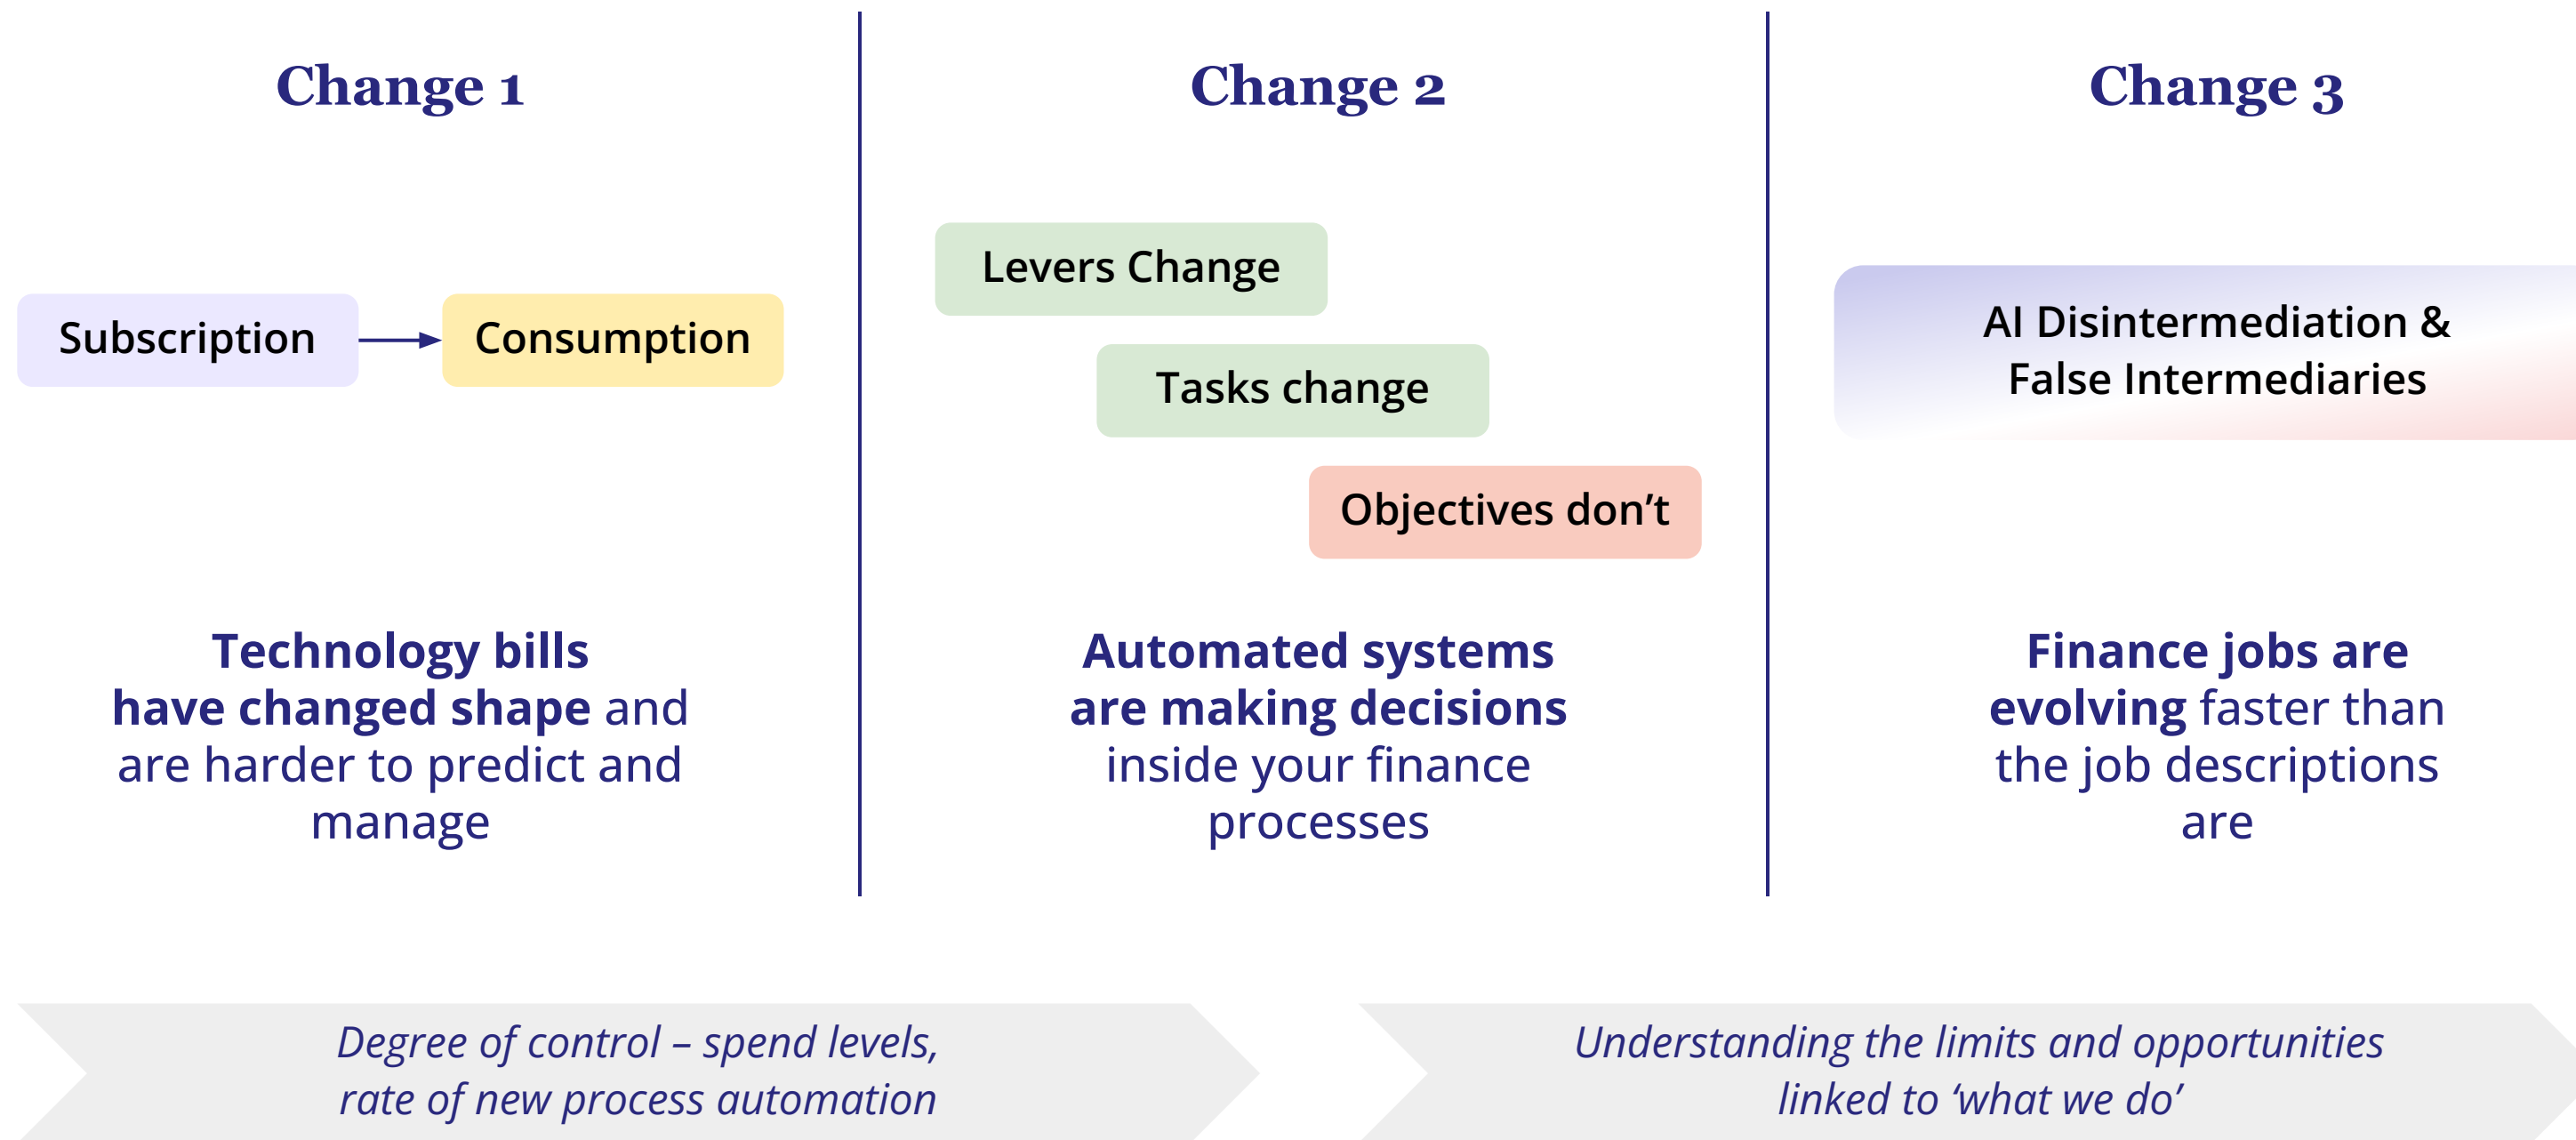 Change 1
Subscription
Consumption
Technology bills
have changed shape and
are harder to predict and
manage
Change 2
Levers Change
Tasks change
Objectives don’t
Automated systems
are making decisions
inside your finance
processes
Change 3
AI Disintermediation &
False Intermediaries
Finance jobs are
evolving faster than
the job descriptions
are
Degree of control – spend levels,
rate of new process automation
Understanding the limits and opportunities
linked to ‘what we do’